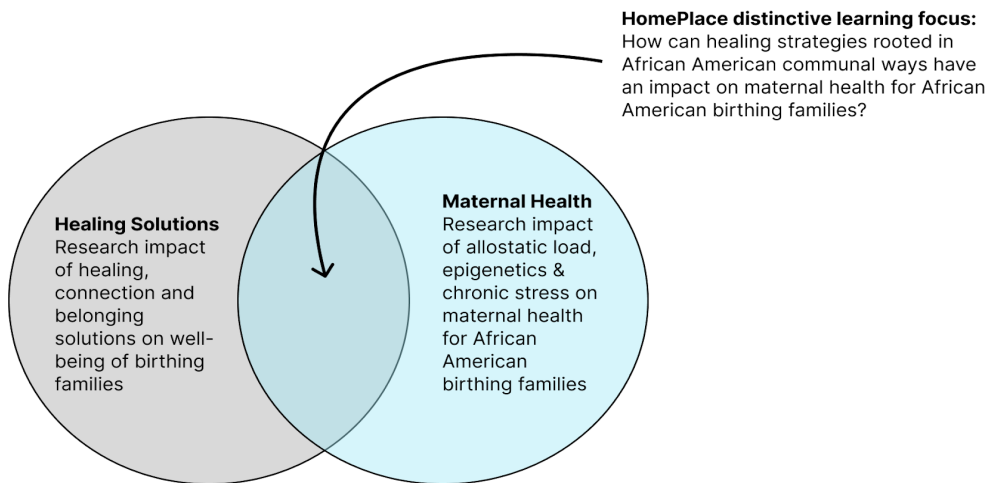 HomePlace distinctive learning focus:
How can healing strategies rooted in
African American communal ways have
an impact on maternal health for African
American birthing families?
Healing Solutions
Research impact
of healing,
connection and
belonging
solutions on well-
being of birthing
families
Maternal Health
Research impact
of allostatic load,
epigenetics &
chronic stress on
maternal health
for African
American
birthing families